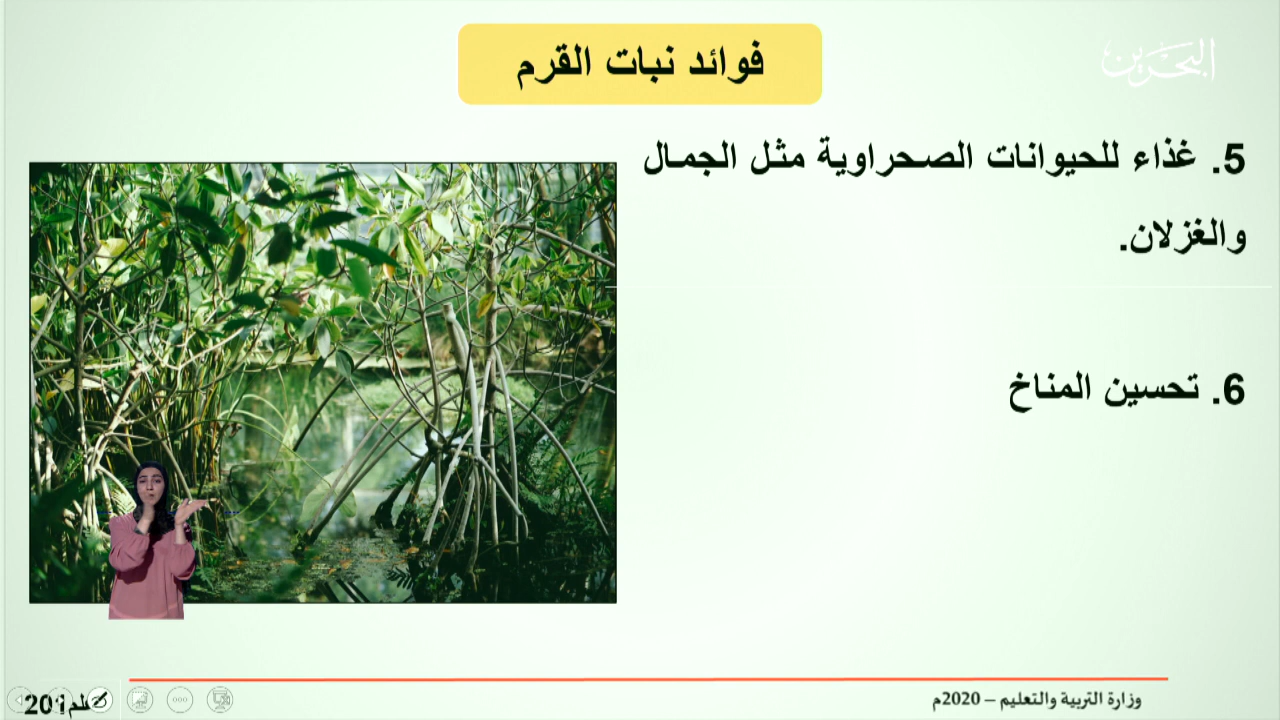 البحرين
فوائد نبات القرم
5. غذاء للحيوانات الصحراوية مثل الجمال
والغزلان.
6. تحسين المناخ
وزارة التربية والتعليم – 2020م